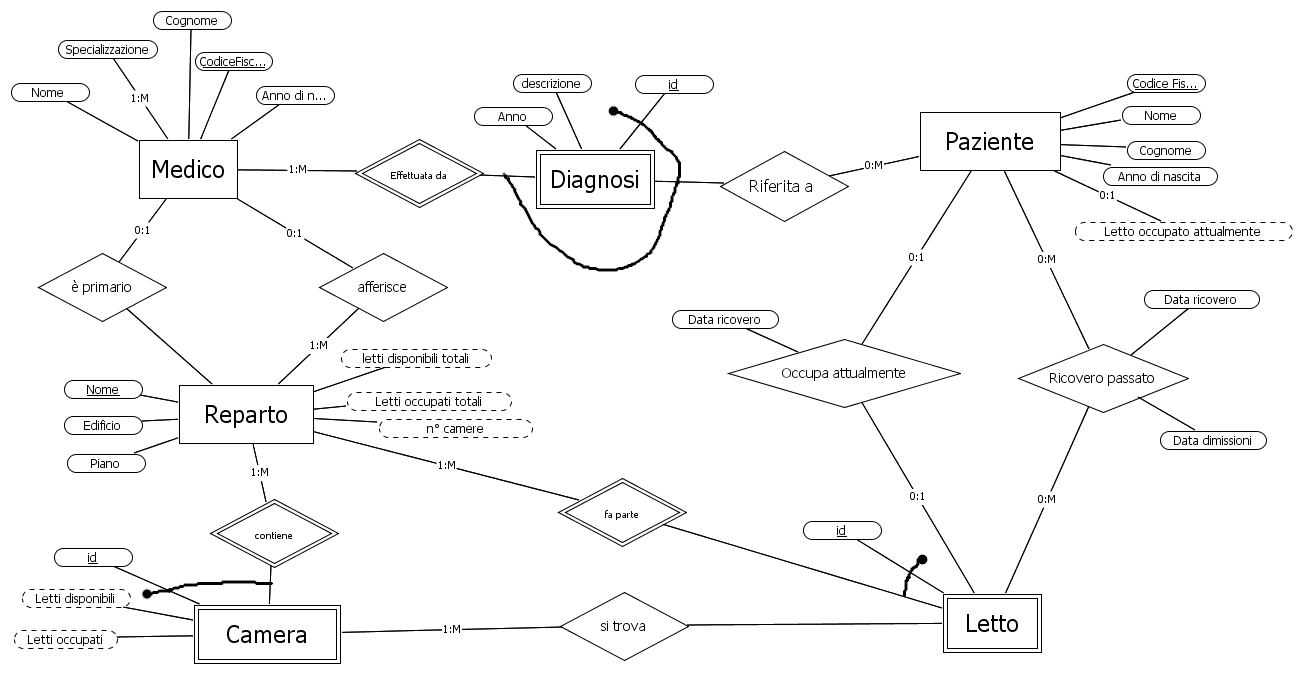 Cognome
Specializzazione
CodiceFisc...
Nome
1:M
Anno di n...
Medico
1:M
Effettuata da
descrizione
id
Anno
Diagnosi
Riferita a
0:M
Paziente
Codice Fis...
Nome
Cognome
Anno di nascita
0:1
Letto occupato attualmente
0:1
0:1
è primario
afferisce
1:M
0:1
0:M
Data ricovero
Data ricovero
Occupa attualmente
Ricovero passato
Data dimissioni
letti disponibili totali
Letti occupati totali
n° camere
Nome
Edificio
Piano
Reparto
1:M
1:M
0:1
0:M
contiene
fa parte
id
id
Letti disponibili
Letti occupati
Camera
1:M
si trova
Letto